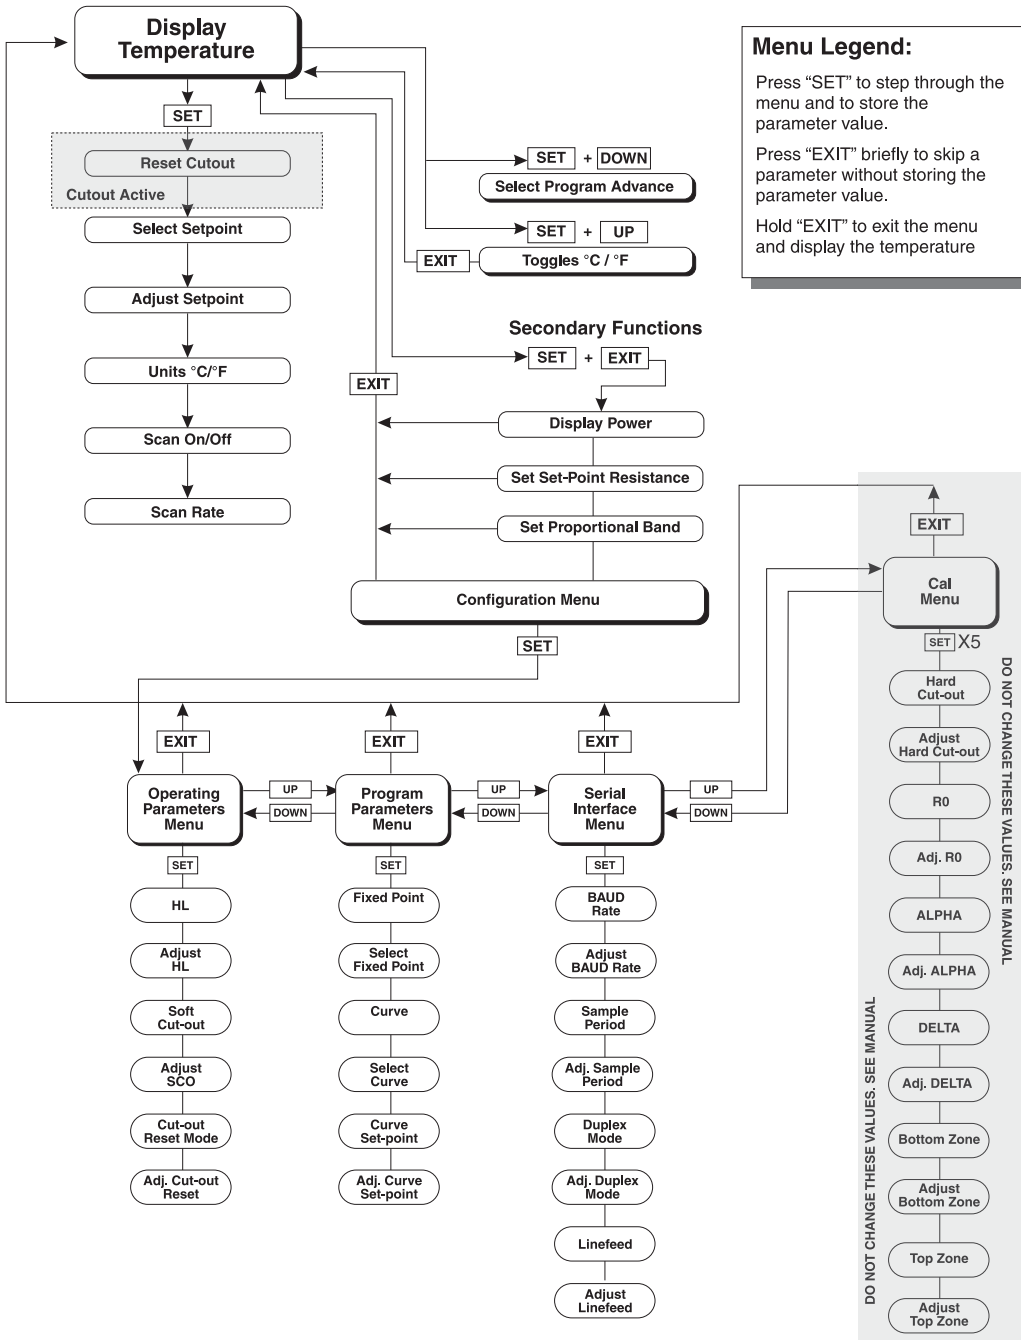 Display
Temperature
SET
Reset Cutout
Cutout Active
Select Setpoint
Adjust Setpoint
Units °C/°F
Scan On/Off
Scan Rate
SET + DOWN
Select Program Advance
SET + UP
EXIT
Toggles °C / °F
Menu Legend:
Press “SET” to step through the
menu and to store the
parameter value.
Press “EXIT” briefly to skip a
parameter without storing the
parameter value.
Hold “EXIT” to exit the menu
and display the temperature
Secondary Functions
SET + EXIT
EXIT
Display Power
Set Set-Point Resistance
Set Proportional Band
Configuration Menu
SET
EXIT
Operating
Parameters
Menu
UP
DOWN
SET
HL
Adjust
HL
Soft
Cut-out
Adjust
SCO
Cut-out
Reset Mode
Adj. Cut-out
Reset
EXIT
Program
Parameters
Menu
UP
DOWN
SET
Fixed Point
Select
Fixed Point
Curve
Select
Curve
Curve
Set-point
Adj. Curve
Set-point
EXIT
Serial
Interface
Menu
UP
DOWN
SET
BAUD
Rate
Adjust
BAUD Rate
Sample
Period
Adj. Sample
Period
Duplex
Mode
Adj. Duplex
Mode
Linefeed
Adjust
Linefeed
EXIT
Cal
Menu
SET X5
Hard
Cut-out
Adjust
Hard Cut-out
R0
Adj. R0
ALPHA
Adj. ALPHA
DELTA
Adj. DELTA
Bottom Zone
Adjust
Bottom Zone
Top Zone
Adjust
Top Zone
DO NOT CHANGE THESE VALUES. SEE MANUAL
DO NOT CHANGE THESE VALUES. SEE MANUAL